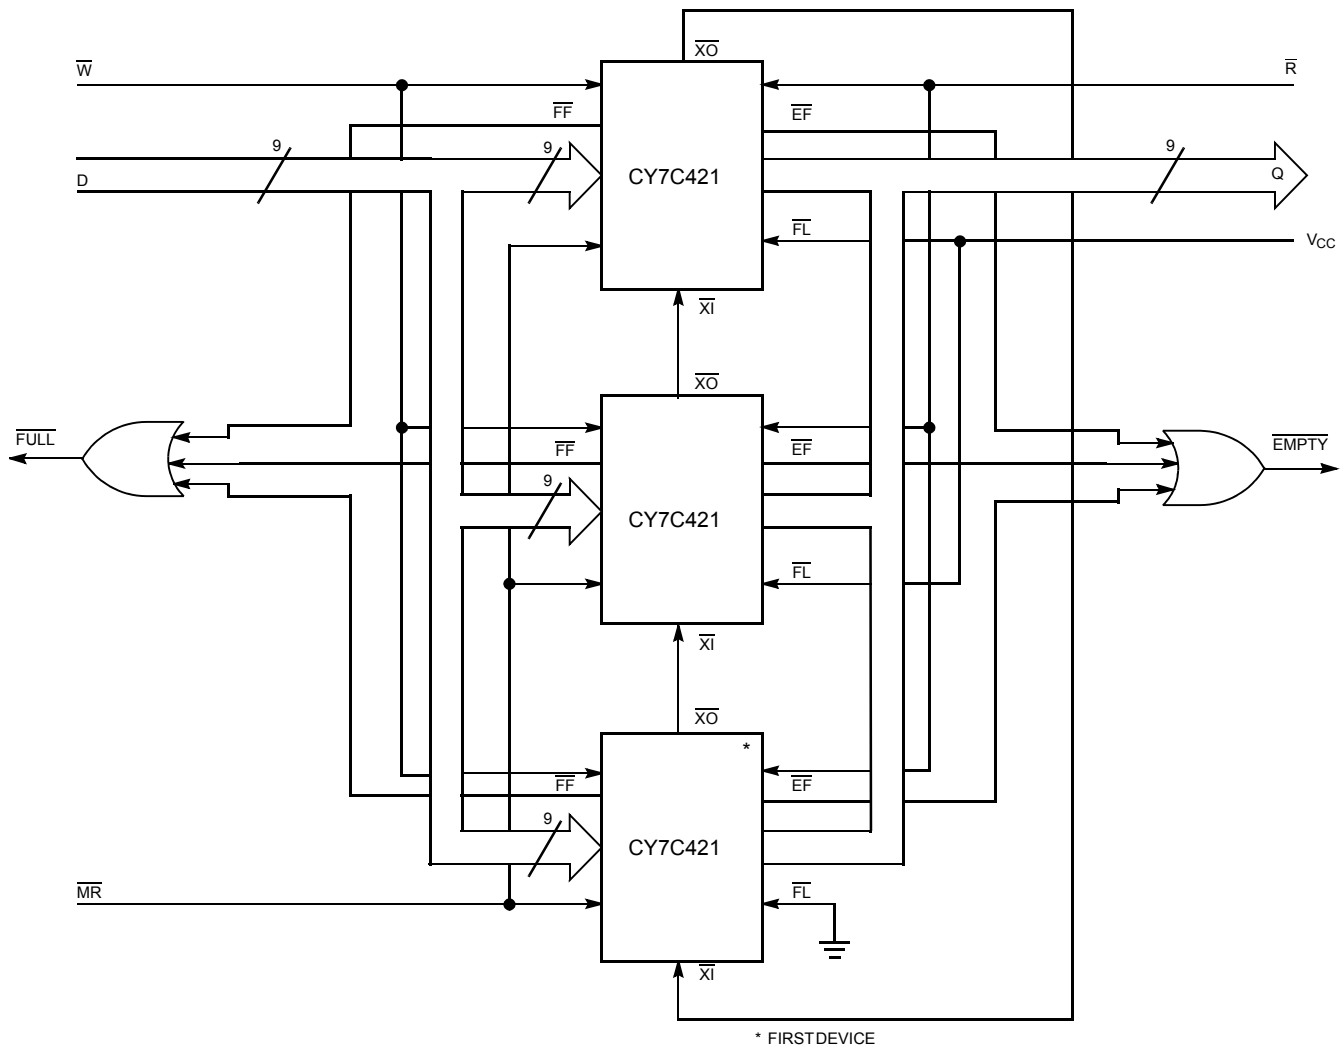 XO
W
R
FF
EF
9
9
9
D
CY7C421
Q
FL
VCC
XI
XO
FULL
FF
EF
EMPTY
9
CY7C421
FL
XI
XO
*
FF
EF
9
CY7C421
MR
FL
XI
* FIRST DEVICE